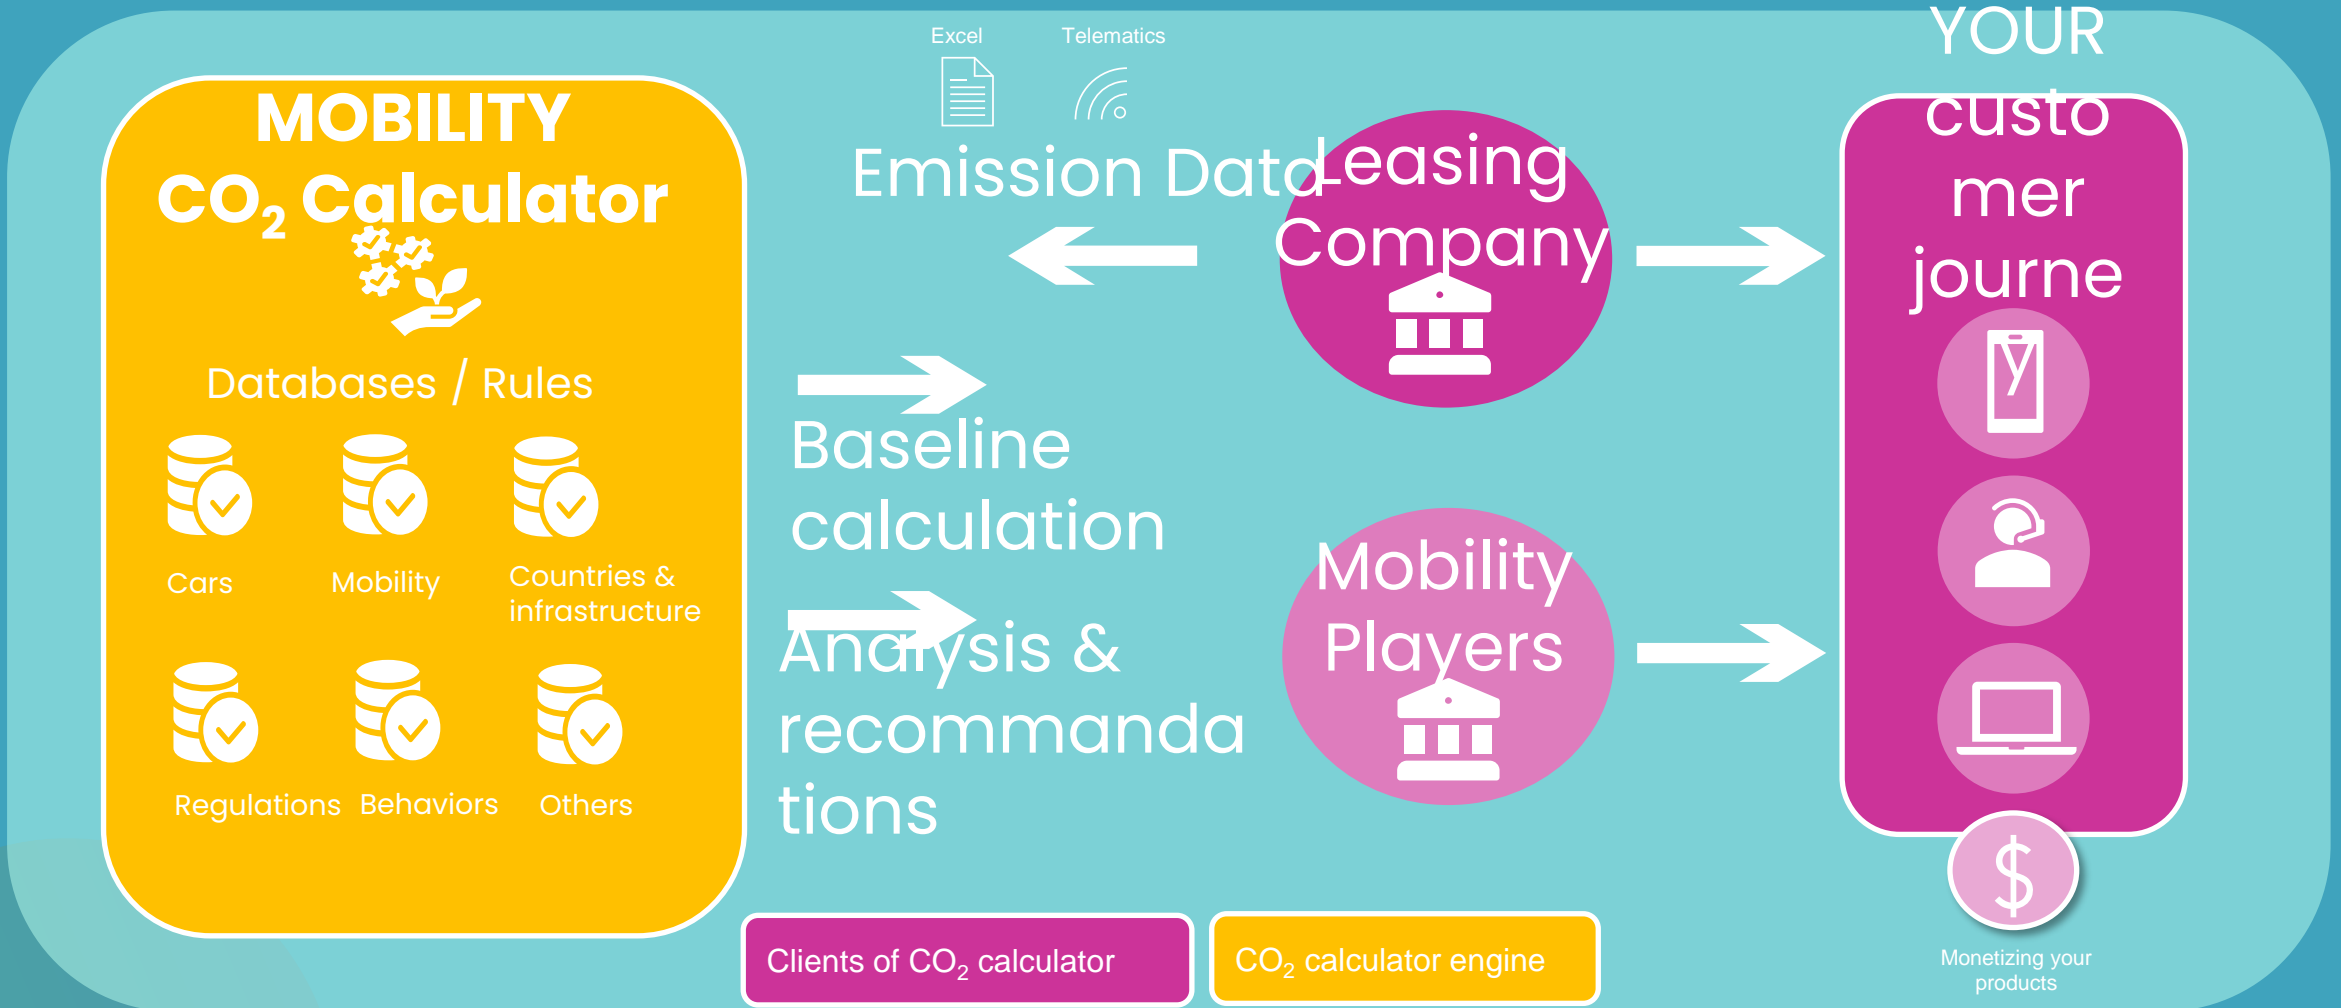 MOBILITY
CO₂ Calculator
Databases / Rules
Cars
Mobility
Countries &
infrastructure
Regulations
Behaviors
Others
Excel
Telematics
Emission Data
Baseline
calculation
Analysis &
recommanda
tions
Leasing
Company
Mobility
Players
YOUR
custo
mer
journe
y
$
Monetizing your
products
Clients of CO₂ calculator
CO₂ calculator engine